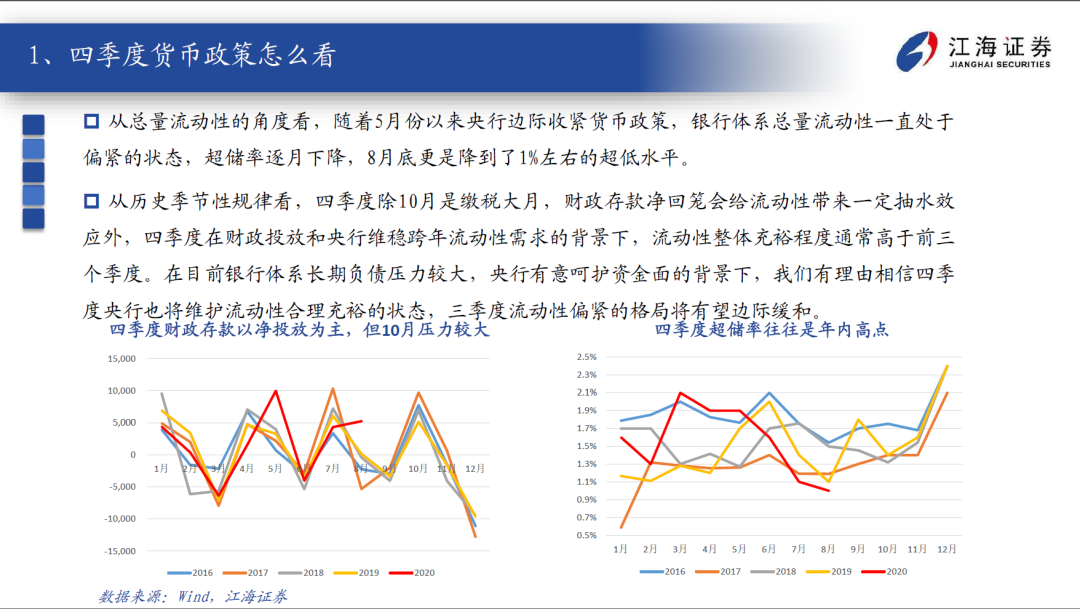 1、四季度货币政策怎么看
江海证券
JIANGHAI SECURITIES
从总量流动性的角度看，随着5月份以来央行边际收紧货币政策，银行体系总量流动性一直处于
偏紧的状态，超储率逐月下降，8月底更是降到了1%左右的超低水平。
从历史季节性规律看，四季度除10月是缴税大月，财政存款净回笼会给流动性带来一定抽水效
应外，四季度在财政投放和央行维稳跨年流动性需求的背景下，流动性整体充裕程度通常高于前三
个季度。在目前银行体系长期负债压力较大，央行有意呵护资金面的背景下，我们有理由相信四季
度央行也将维护流动性合理充裕的状态，三季度流动性偏紧的格局将有望边际缓和。
四季度财政存款以净投放为主，但10月压力较大
15,000
10,000
5,000
0
-5,000
-10,000
-15,000
1月 2月 3月 4月 5月 6月 7月 8月 9月 10月 11月 12月
2016 2017 2018 2019 2020
四季度超储率往往是年内高点
2.5%
2.3%
2.1%
1.9%
1.7%
1.5%
1.3%
1.1%
0.9%
0.7%
0.5%
1月 2月 3月 4月 5月 6月 7月 8月 9月 10月 11月 12月
2016 2017 2018 2019 2020
数据来源：Wind，江海证券